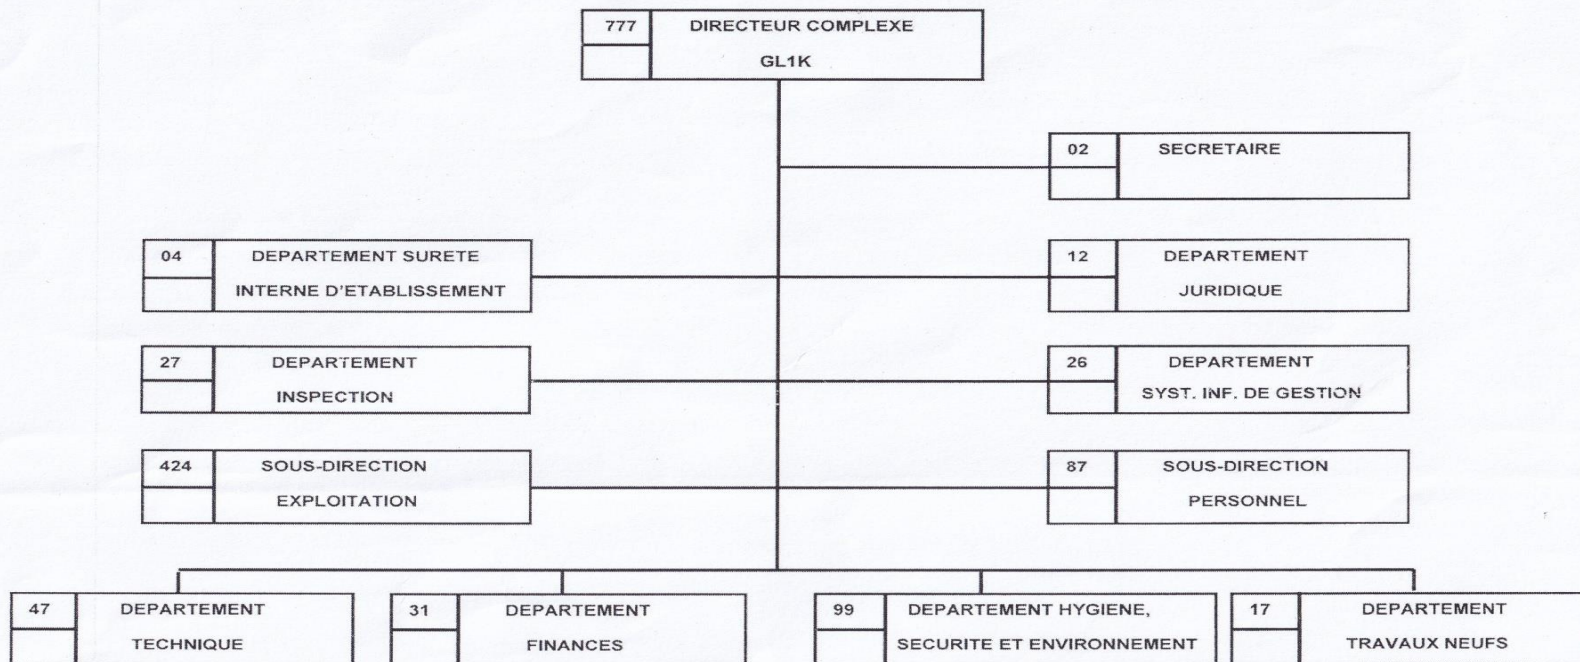 777 DIRECTEUR COMPLEXE
GL1K
02 SECRETAIRE
04 DEPARTEMENT SURETE
INTERNE D'ETABLISSEMENT
12 DEPARTEMENT
JURIDIQUE
27 DEPARTEMENT
INSPECTION
26 DEPARTEMENT
SYST. INF. DE GESTION
424 SOUS-DIRECTION
EXPLOITATION
87 SOUS-DIRECTION
PERSONNEL
47 DEPARTEMENT
TECHNIQUE
31 DEPARTEMENT
FINANCES
99 DEPARTEMENT HYGIENE,
SECURITE ET ENVIRONNEMENT
17 DEPARTEMENT
TRAVAUX NEUFS